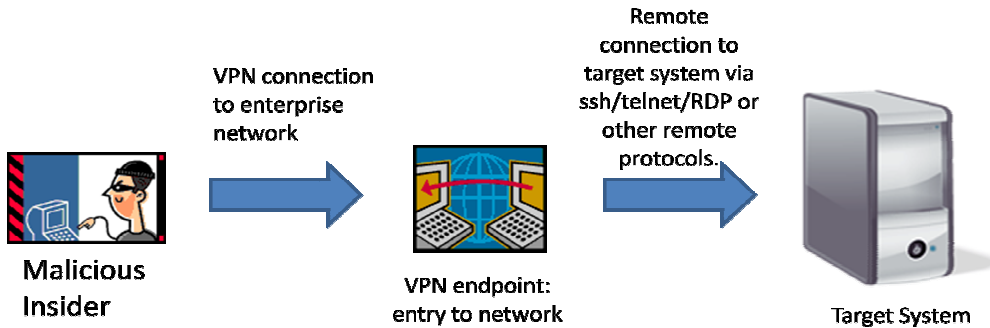 VPN connection
to enterprise
network
Remote
connection to
target system via
ssh/telnet/RDP or
other remote
protocols.
Malicious
Insider
VPN endpoint:
entry to network
Target System